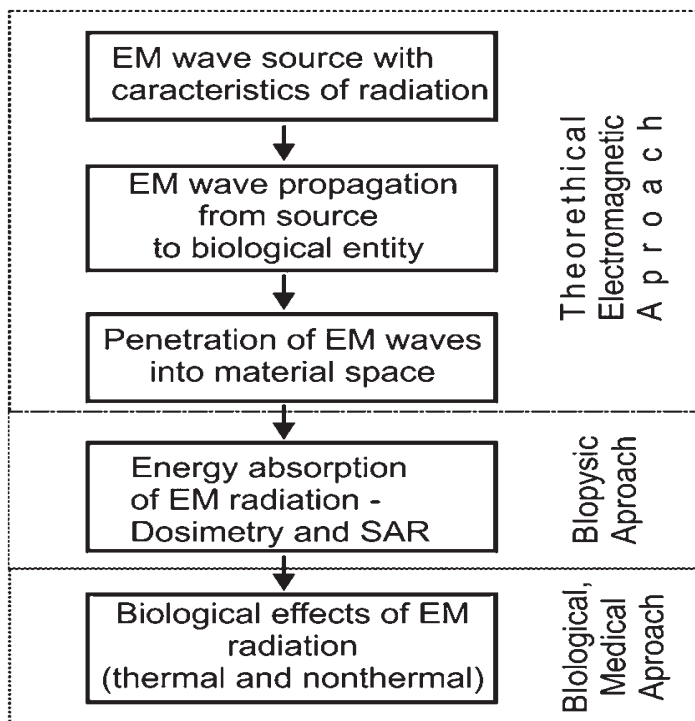 EM wave source with
caracteristics of radiation
EM wave propagation
from source
to biological entity
Penetration of EM waves
into material space
Theorethical
Electromagnetic
Aproach
Energy absorption
of EM radiation -
Dosimetry and SAR
Blopysic
Aproach
Biological effects of EM
radiation
(thermal and nonthermal)
Blological,
Medical
Aproach